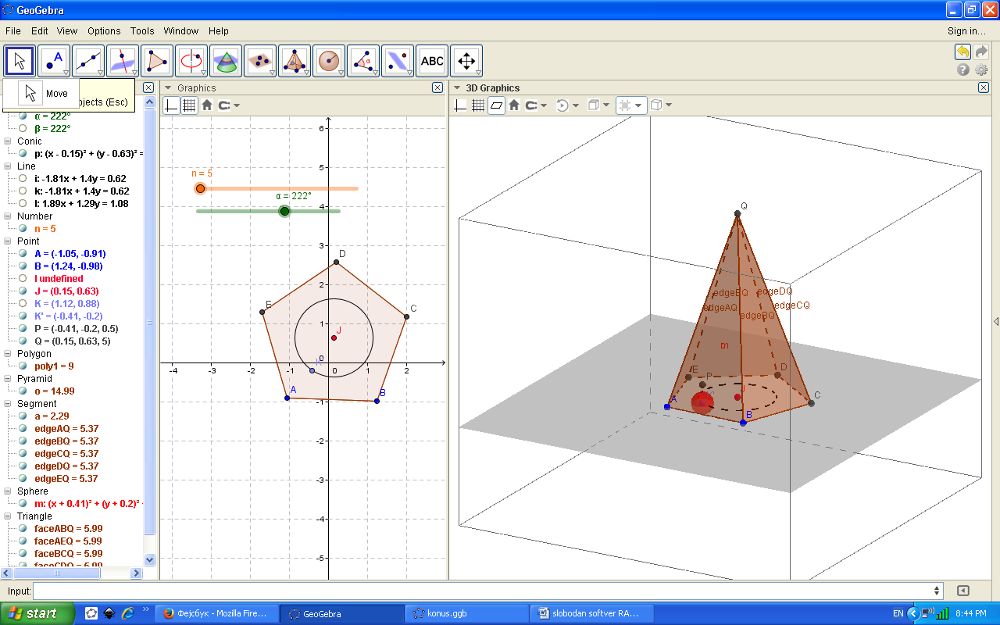 GeoGebra
File Edit View Options Tools Window Help
Sign in...
A
α
ABC
Move
objects (Esc)
Graphics
3D Graphics
α = 222°
β = 222°
Conic
p: (x - 0.15)² + (y - 0.63)² =
Line
i: -1.81x + 1.4y = 0.62
k: -1.81x + 1.4y = 0.62
l: 1.89x + 1.29y = 1.08
Number
n = 5
Point
A = (-1.05, -0.91)
B = (1.24, -0.98)
I undefined
J = (0.15, 0.63)
K = (1.12, 0.88)
K' = (-0.41, -0.2)
P = (-0.41, -0.2, 0.5)
Q = (0.15, 0.63, 5)
Polygon
poly1 = 9
Pyramid
o = 14.99
Segment
a = 2.29
edgeAQ = 5.37
edgeBQ = 5.37
edgeCQ = 5.37
edgeDQ = 5.37
edgeEQ = 5.37
Sphere
m: (x + 0.41)² + (y + 0.2)²
Triangle
faceABQ = 5.99
faceAEQ = 5.99
faceBCQ = 5.99
faceCDQ = 5.99
n = 5
α = 222°
6
5
4
3
2
1
0
-4 -3 -2 -1 0 1 2
-1
-2
-3
-4
-5
D
E
C
J
A
B
Q
edgeEQ
edgeDQ
edgeAQ
edgeCQ
edgeBQ
m
E
P
D
A
J
C
B
Input:
start
Фејсбук - Mozilla Fire...
GeoGebra
konus.ggb
slobodan softver RA...
EN
8:44 PM